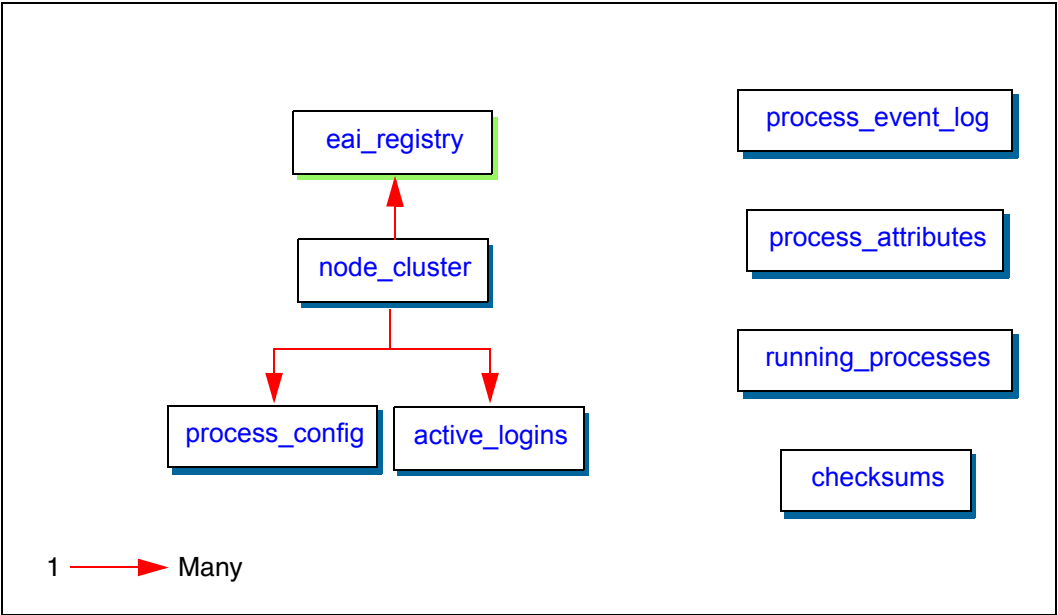 eai_registry
node_cluster
process_config
active_logins
process_event_log
process_attributes
running_processes
checksums
1 Many